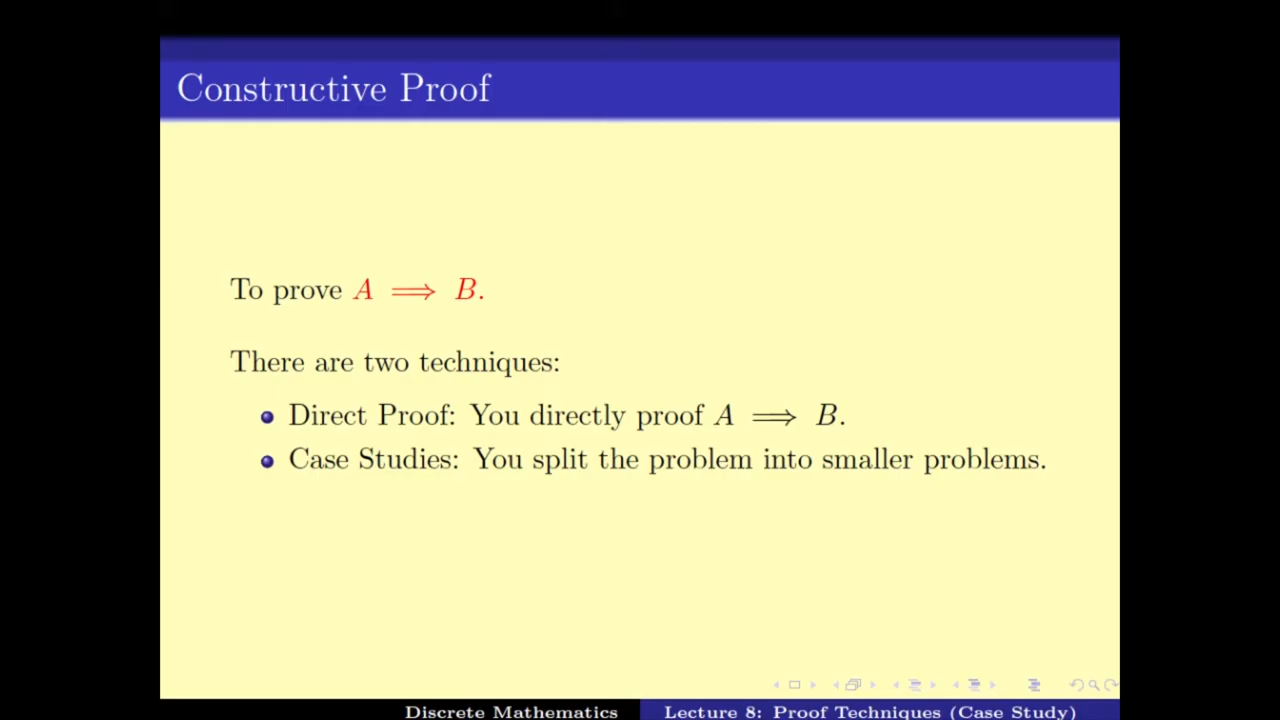 Constructive Proof
To prove A ⟹ B.
There are two techniques:
Direct Proof: You directly proof A ⟹ B.
Case Studies: You split the problem into smaller problems.
Discrete Mathematics
Lecture 8: Proof Techniques (Case Study)